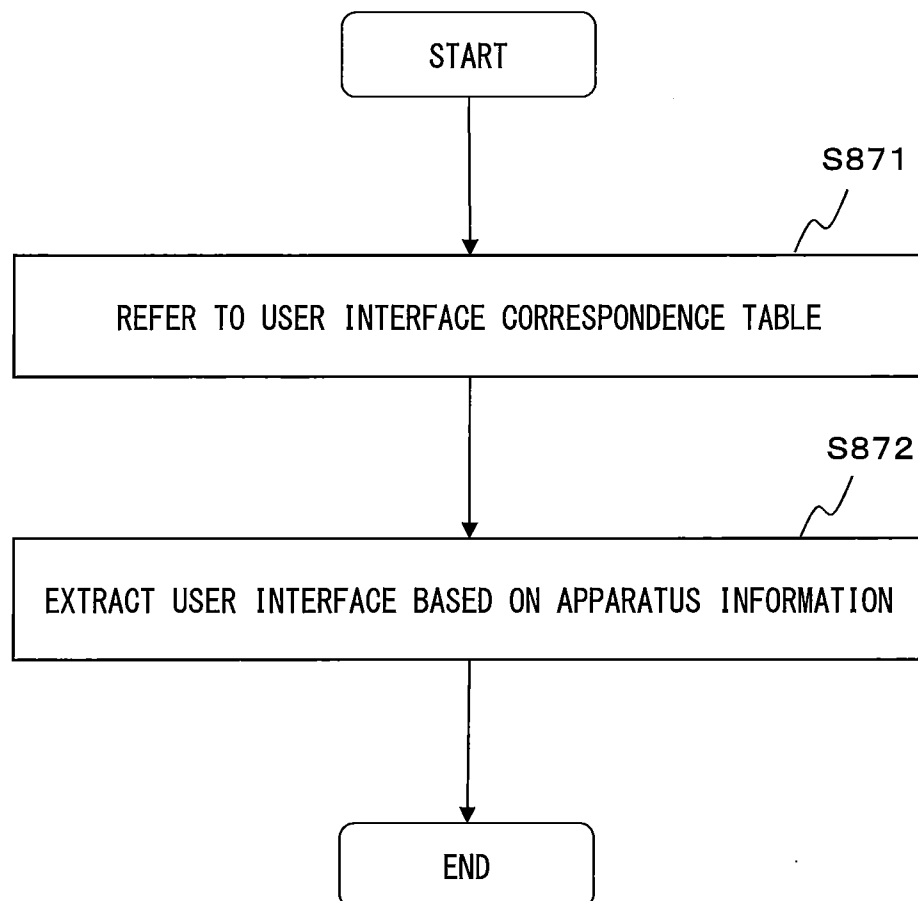 START
S871
REFER TO USER INTERFACE CORRESPONDENCE TABLE
S872
EXTRACT USER INTERFACE BASED ON APPARATUS INFORMATION
END